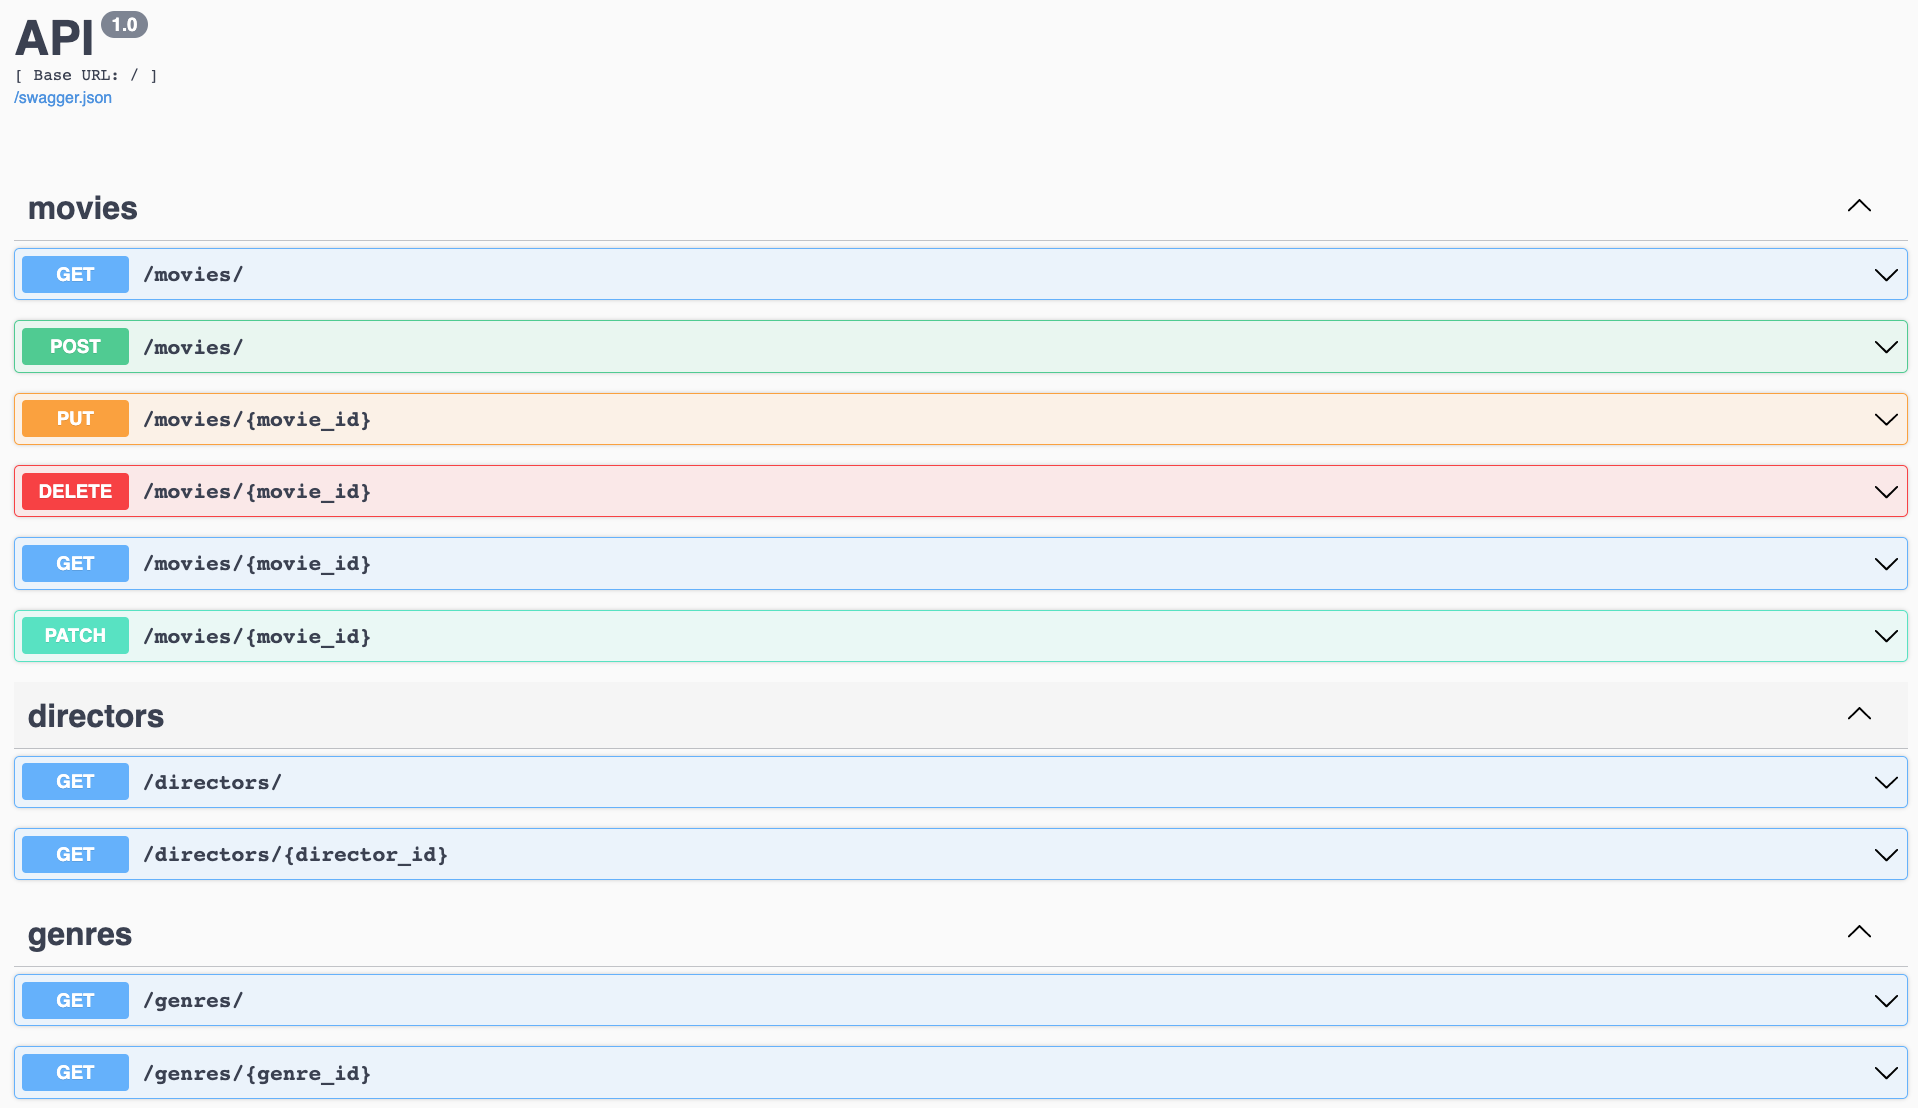 API 1.0
[ Base URL: / ]
/swagger.json
movies
GET /movies/
POST /movies/
PUT /movies/{movie_id}
DELETE /movies/{movie_id}
GET /movies/{movie_id}
PATCH /movies/{movie_id}
directors
GET /directors/
GET /directors/{director_id}
genres
GET /genres/
GET /genres/{genre_id}